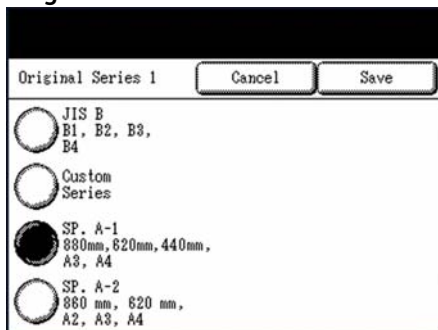 Original Series 1
Cancel
Save
JIS B
B1, B2, B3,
B4
Custom
Series
SP. A-1
880mm,620mm,440mm,
A3, A4
SP. A-2
860 mm, 620 mm,
A2, A3, A4